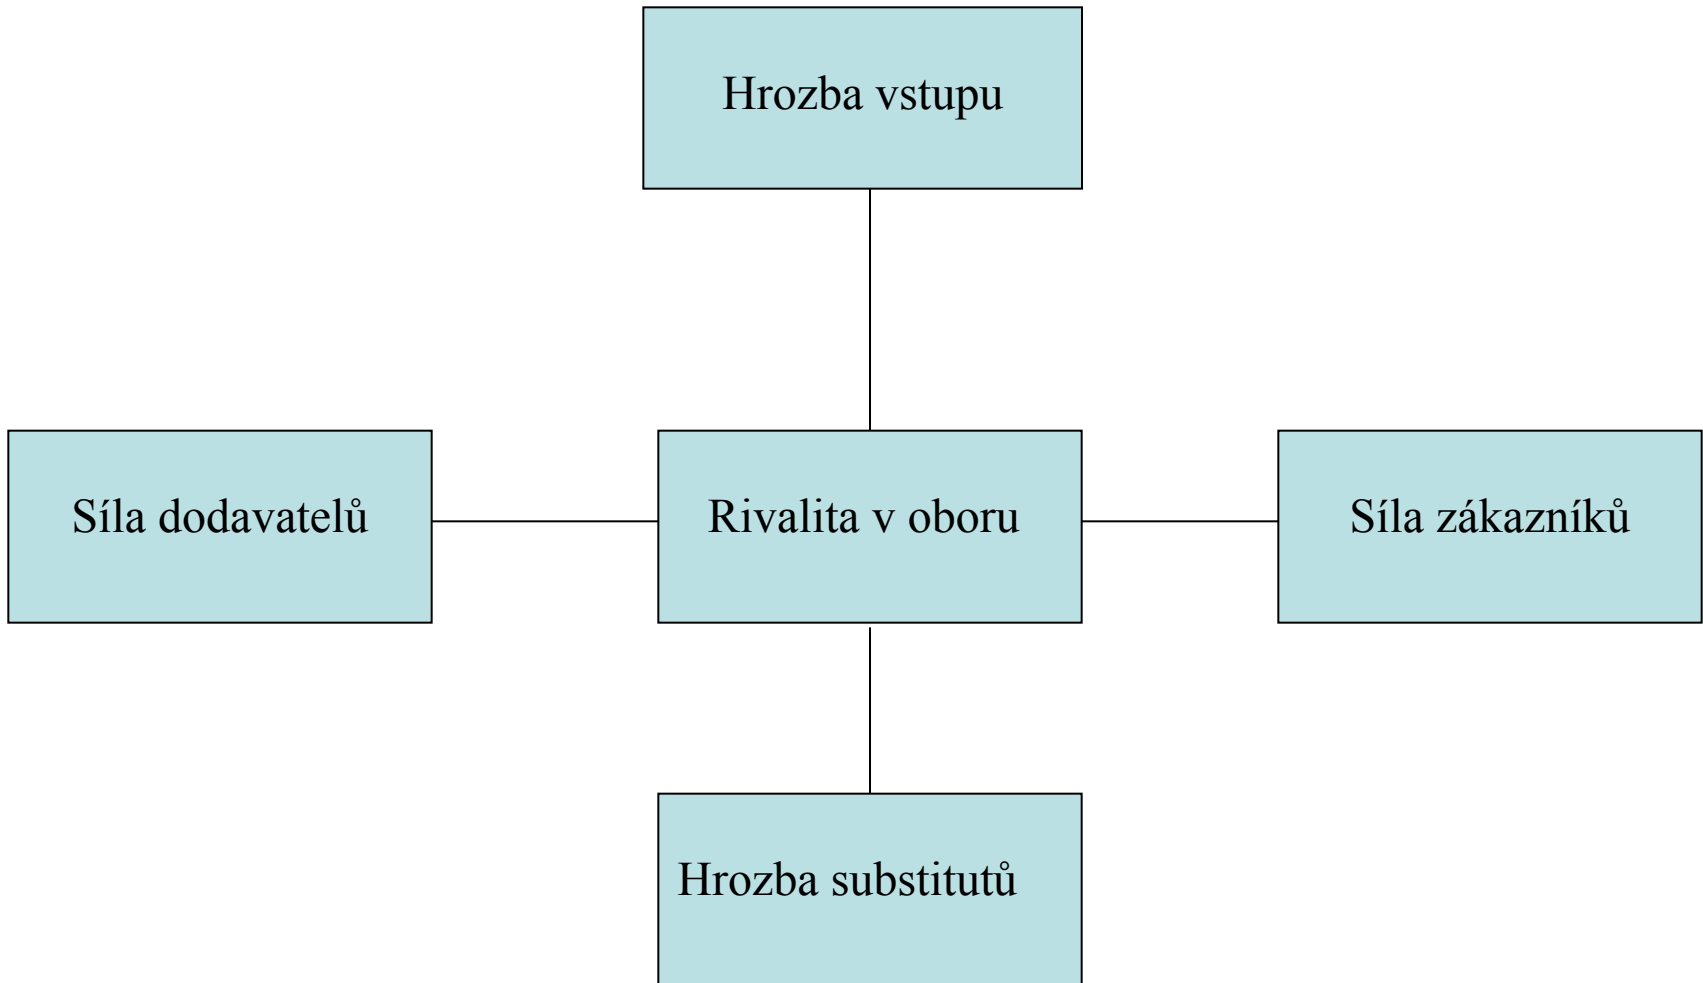 Hrozba vstupu
Síla dodavatelů
Rivalita v oboru
Síla zákazníků
Hrozba substitutů